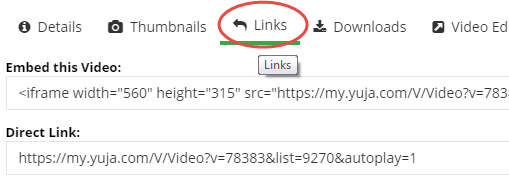 Details Thumbnails Links Downloads Video Ed
Links
Embed this Video:
<iframe width="560" height="315" src="https://my.yuja.com/V/Video?v=783
Direct Link:
https://my.yuja.com/V/Video?v=78383&list=9270&autoplay=1